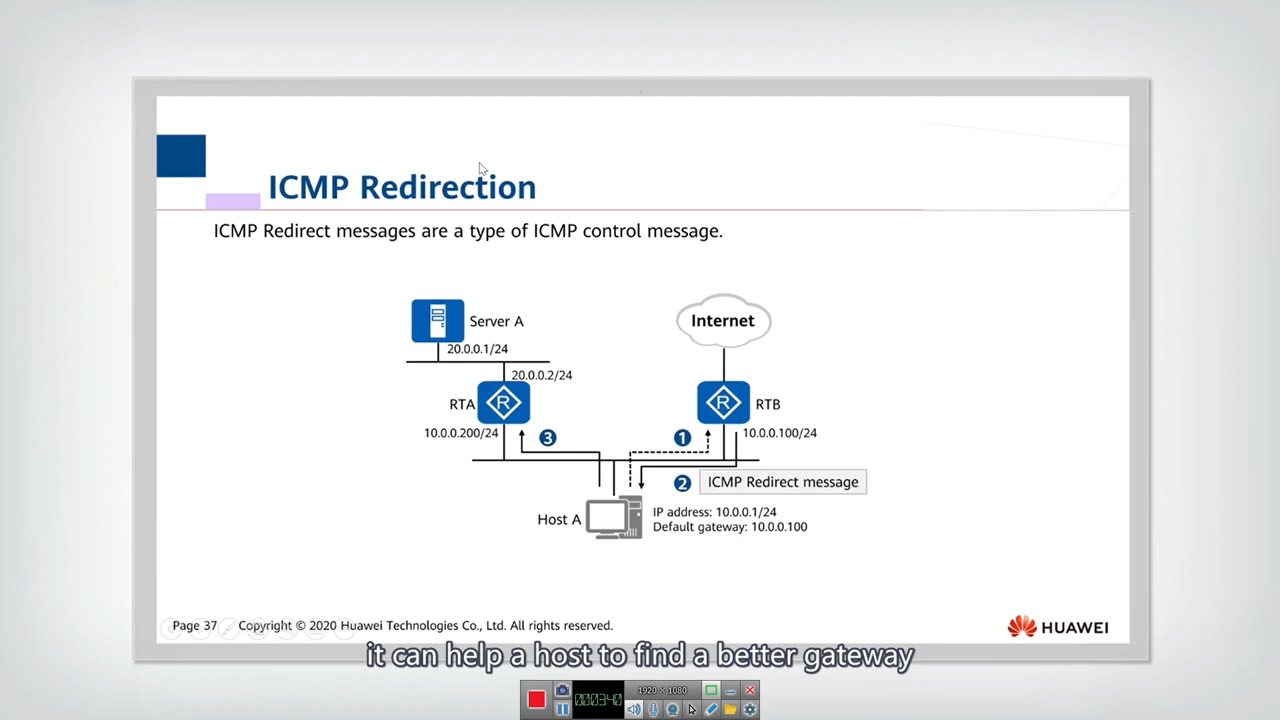 ICMP Redirection
ICMP Redirect messages are a type of ICMP control message.
Server A
Internet
20.0.0.1/24
20.0.0.2/24
RTA
R
R
RTB
10.0.0.200/24
3
1
10.0.0.100/24
2
ICMP Redirect message
Host A
IP address: 10.0.0.1/24
Default gateway: 10.0.0.100
Page 37
Copyright © 2020 Huawei Technologies Co., Ltd. All rights reserved.
HUAWEI
it can help a host to find a better gateway
00:03:40
1920 × 1080